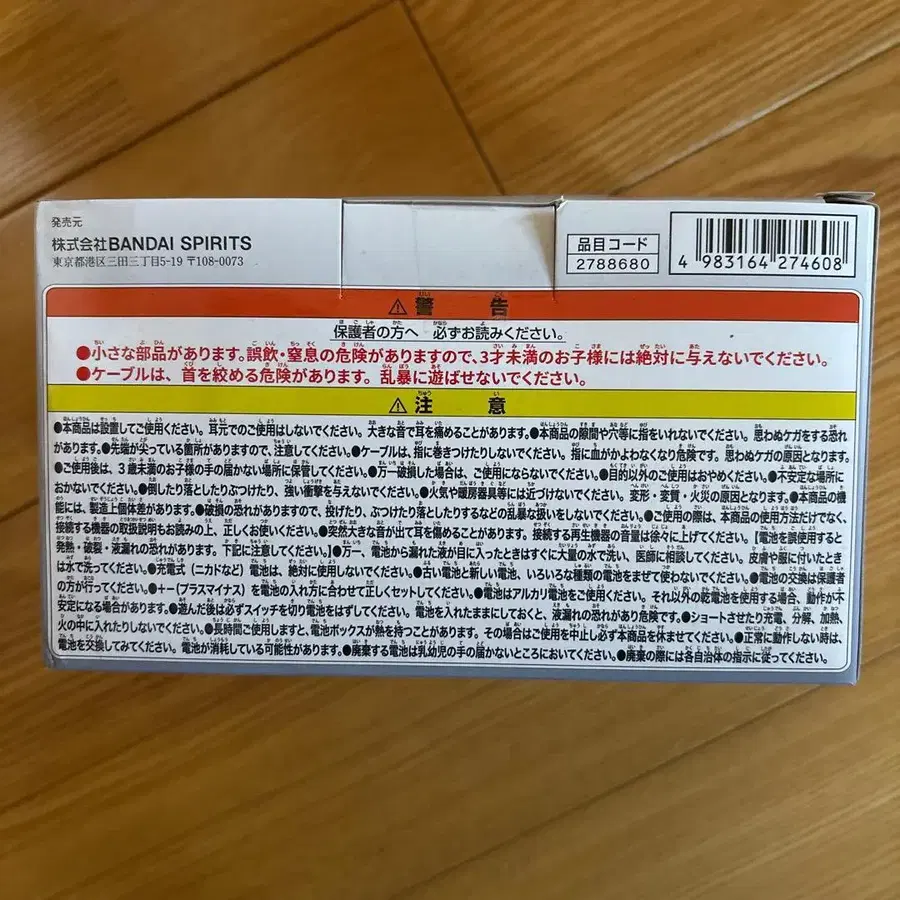 発売元
株式会社BANDAI SPIRITS
東京都港区三田三丁目5-19 〒108-0073
品目コード
2788680
4 983164 274608
⚠警告
保護者の方へ 必ずお読みください。
●小さな部品があります。誤飲・窒息の危険がありますので、3才未満のお子様には絶対に与えないでください。
●ケーブルは、首を絞める危険があります。乱暴に遊ばせないでください。
⚠注意
●本商品は設置してご使用ください。耳元でのご使用はしないでください。大きな音で耳を痛めることがあります。●本商品の隙間や穴等に指をいれないでください。思わぬケガをする恐れ
があります。●先端が尖っている箇所がありますので、注意してください。●ケーブルは、指に巻きつけたりしないでください。指に血がかよわなくなり危険です。思わぬケガの原因となります。
●ご使用後は、3歳未満のお子様の手の届かない場所に保管してください。●万一破損した場合は、ご使用にならないでください。●目的以外のご使用はおやめください。●不安定な場所に
おかないでください。●倒したり落としたりぶつけたり、強い衝撃を与えないでください。●火気や暖房器具等には近づけないでください。変形・変質・火災の原因となります。●本商品の機
能には、製造上個体差があります。●破損の恐れがありますので、投げたり、ぶつけたり落としたりするなどの乱暴な扱いをしないでください。●ご使用の際は、本商品の使用方法だけでなく、
接続する機器の取扱説明もお読みの上、正しくお使いください。●突然大きな音が出て耳を痛めることがあります。接続する再生機器の音量は徐々に上げてください。【電池を誤使用すると
発熱・破裂・液漏れの恐れがあります。下記に注意してください。】●万一、電池から漏れた液が目に入ったときはすぐに大量の水で洗い、医師に相談してください。皮膚や服に付いたとき
は水で洗ってください。●充電式（ニカドなど）電池は、絶対に使用しないでください。●古い電池と新しい電池、いろいろな種類の電池をまぜて使わないでください。●電池の交換は保護者
の方が行ってください。●＋－（プラスマイナス）を電池の入れ方に合わせて正しくセットしてください。●電池はアルカリ電池をご使用ください。それ以外の乾電池を使用する場合、動作が不
安定になる場合があります。●遊んだ後は必ずスイッチを切り電池をはずしてください。電池を入れたままにしておくと、液漏れの恐れがあり危険です。●ショートさせたり充電、分解、加熱、
火の中に入れたりしないでください。●長時間ご使用しますと、電池ボックスが熱を持つことがあります。その場合はご使用を中止し必ず本商品を休ませてください。●正常に動作しない時は、
電池を交換してみてください。電池が消耗している可能性があります。●廃棄する電池は乳幼児の手の届かないところにおいてください。●廃棄の際には各自治体の指示に従ってください。